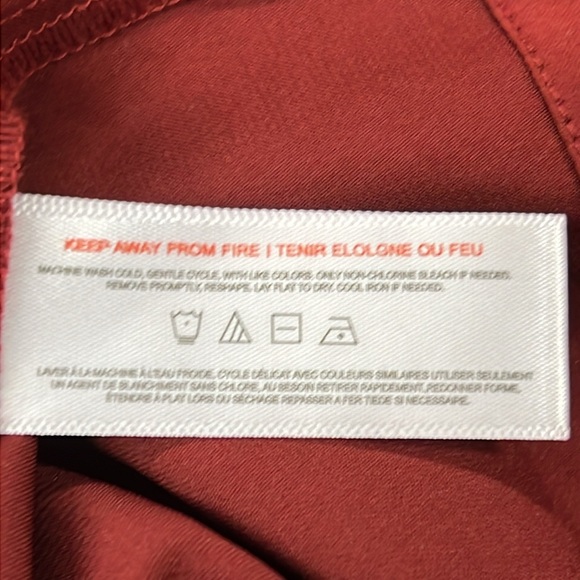 KEEP AWAY PROM FIRE | TENIR ELOLGNE OU FEU
MACHINE WASH COLD, GENTLE CYCLE, WITH LIKE COLORS. ONLY NON-CHLORINE BLEACH IF NEEDED.
REMOVE PROMPTLY, RESHAPE. LAY FLAT TO DRY. COOL IRON IF NEEDED.
LAVER À LA MACHINE À L'EAU FROIDE, CYCLE DÉLICAT AVEC COULEURS SIMILAIRES UTILISER SEULEMENT
UN AGENT DE BLANCHIMENT SANS CHLORE, AU BESOIN RETIRER RAPIDEMENT, REDONNER FORME,
ÉTENDRE À PLAT LORS DU SÉCHAGE REPASSER A FER TIEDE SI NECESSAIRE.